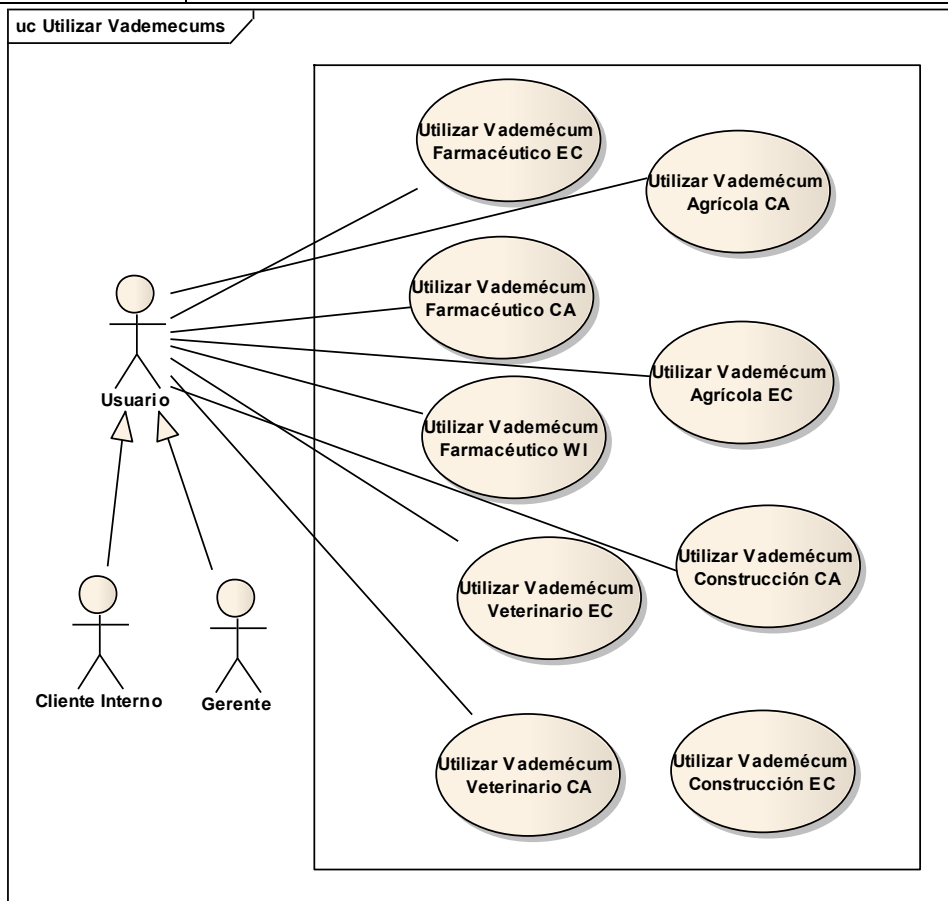 uc Utilizar Vademecums
Utilizar Vademécum
Farmacéutico EC
Utilizar Vademécum
Agrícola CA
Utilizar Vademécum
Farmacéutico CA
Utilizar Vademécum
Agrícola EC
Usuario
Utilizar Vademécum
Farmacéutico WI
Utilizar Vademécum
Construcción CA
Utilizar Vademécum
Veterinario EC
Cliente Interno
Gerente
Utilizar Vademécum
Veterinario CA
Utilizar Vademécum
Construcción EC